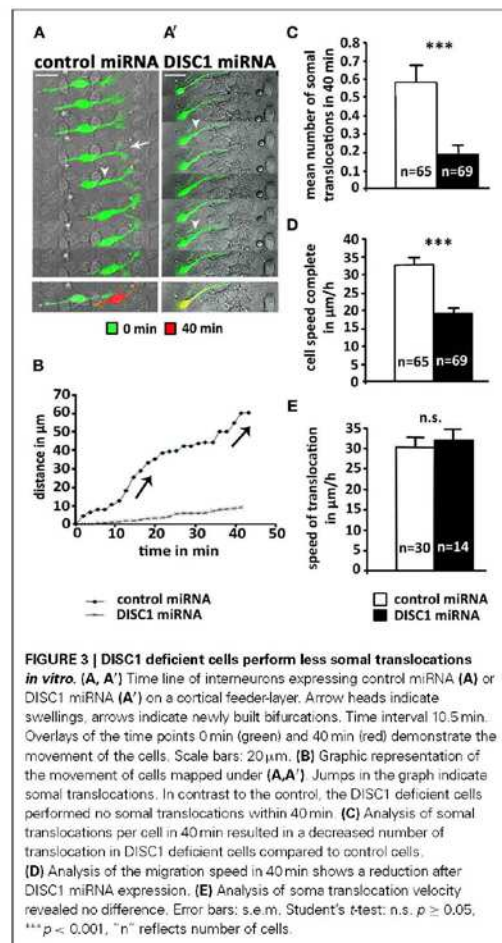 A
control miRNA
A'
DISC1 miRNA
0 min
40 min
B
distance in µm
70
60
50
40
30
20
10
0
0
10
20
30
40
50
time in min
control miRNA
DISC1 miRNA
C
mean number of somal
translocations in 40 min
0.8
0.7
0.6
0.5
0.4
0.3
0.2
0.1
0
***
n=65
n=69
D
cell speed complete
in µm/h
35
30
25
20
15
10
5
0
***
n=65
n=69
E
speed of translocation
in µm/h
35
30
25
20
15
10
5
0
n.s.
n=30
n=14
control miRNA
DISC1 miRNA
FIGURE 3 | DISC1 deficient cells perform less somal translocations
in vitro. (A, A') Time line of interneurons expressing control miRNA (A) or
DISC1 miRNA (A') on a cortical feeder-layer. Arrow heads indicate
swellings, arrows indicate newly built bifurcations. Time interval 10.5 min.
Overlays of the time points 0 min (green) and 40 min (red) demonstrate the
movement of the cells. Scale bars: 20 µm. (B) Graphic representation of
the movement of cells mapped under (A,A'). Jumps in the graph indicate
somal translocations. In contrast to the control, the DISC1 deficient cells
performed no somal translocations within 40 min. (C) Analysis of somal
translocations per cell in 40 min resulted in a decreased number of
translocation in DISC1 deficient cells compared to control cells.
(D) Analysis of the migration speed in 40 min shows a reduction after
DISC1 miRNA expression. (E) Analysis of soma translocation velocity
revealed no difference. Error bars: s.e.m. Student's t-test: n.s. p ≥ 0.05,
***p < 0.001, "n" reflects number of cells.